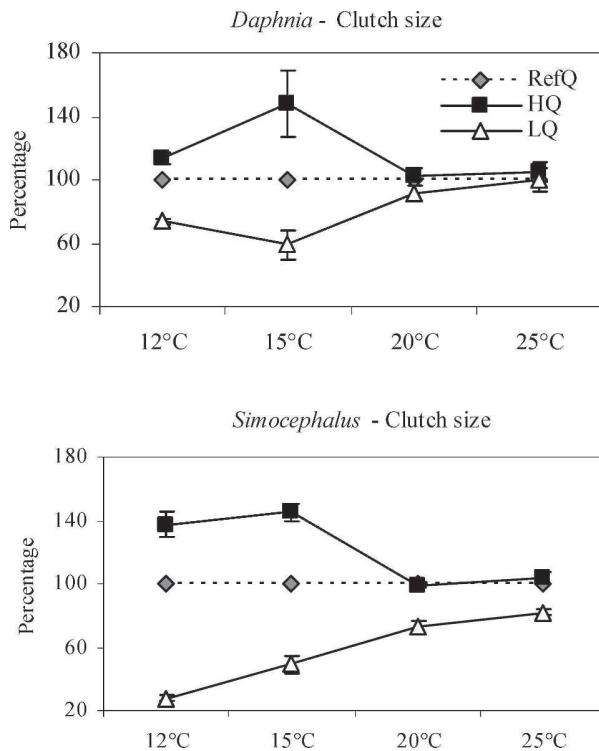 Daphnia - Clutch size
180
140
100
60
20
Percentage
RefQ
HQ
LQ
12°C 15°C 20°C 25°C
Simocephalus - Clutch size
180
140
100
60
20
Percentage
12°C 15°C 20°C 25°C